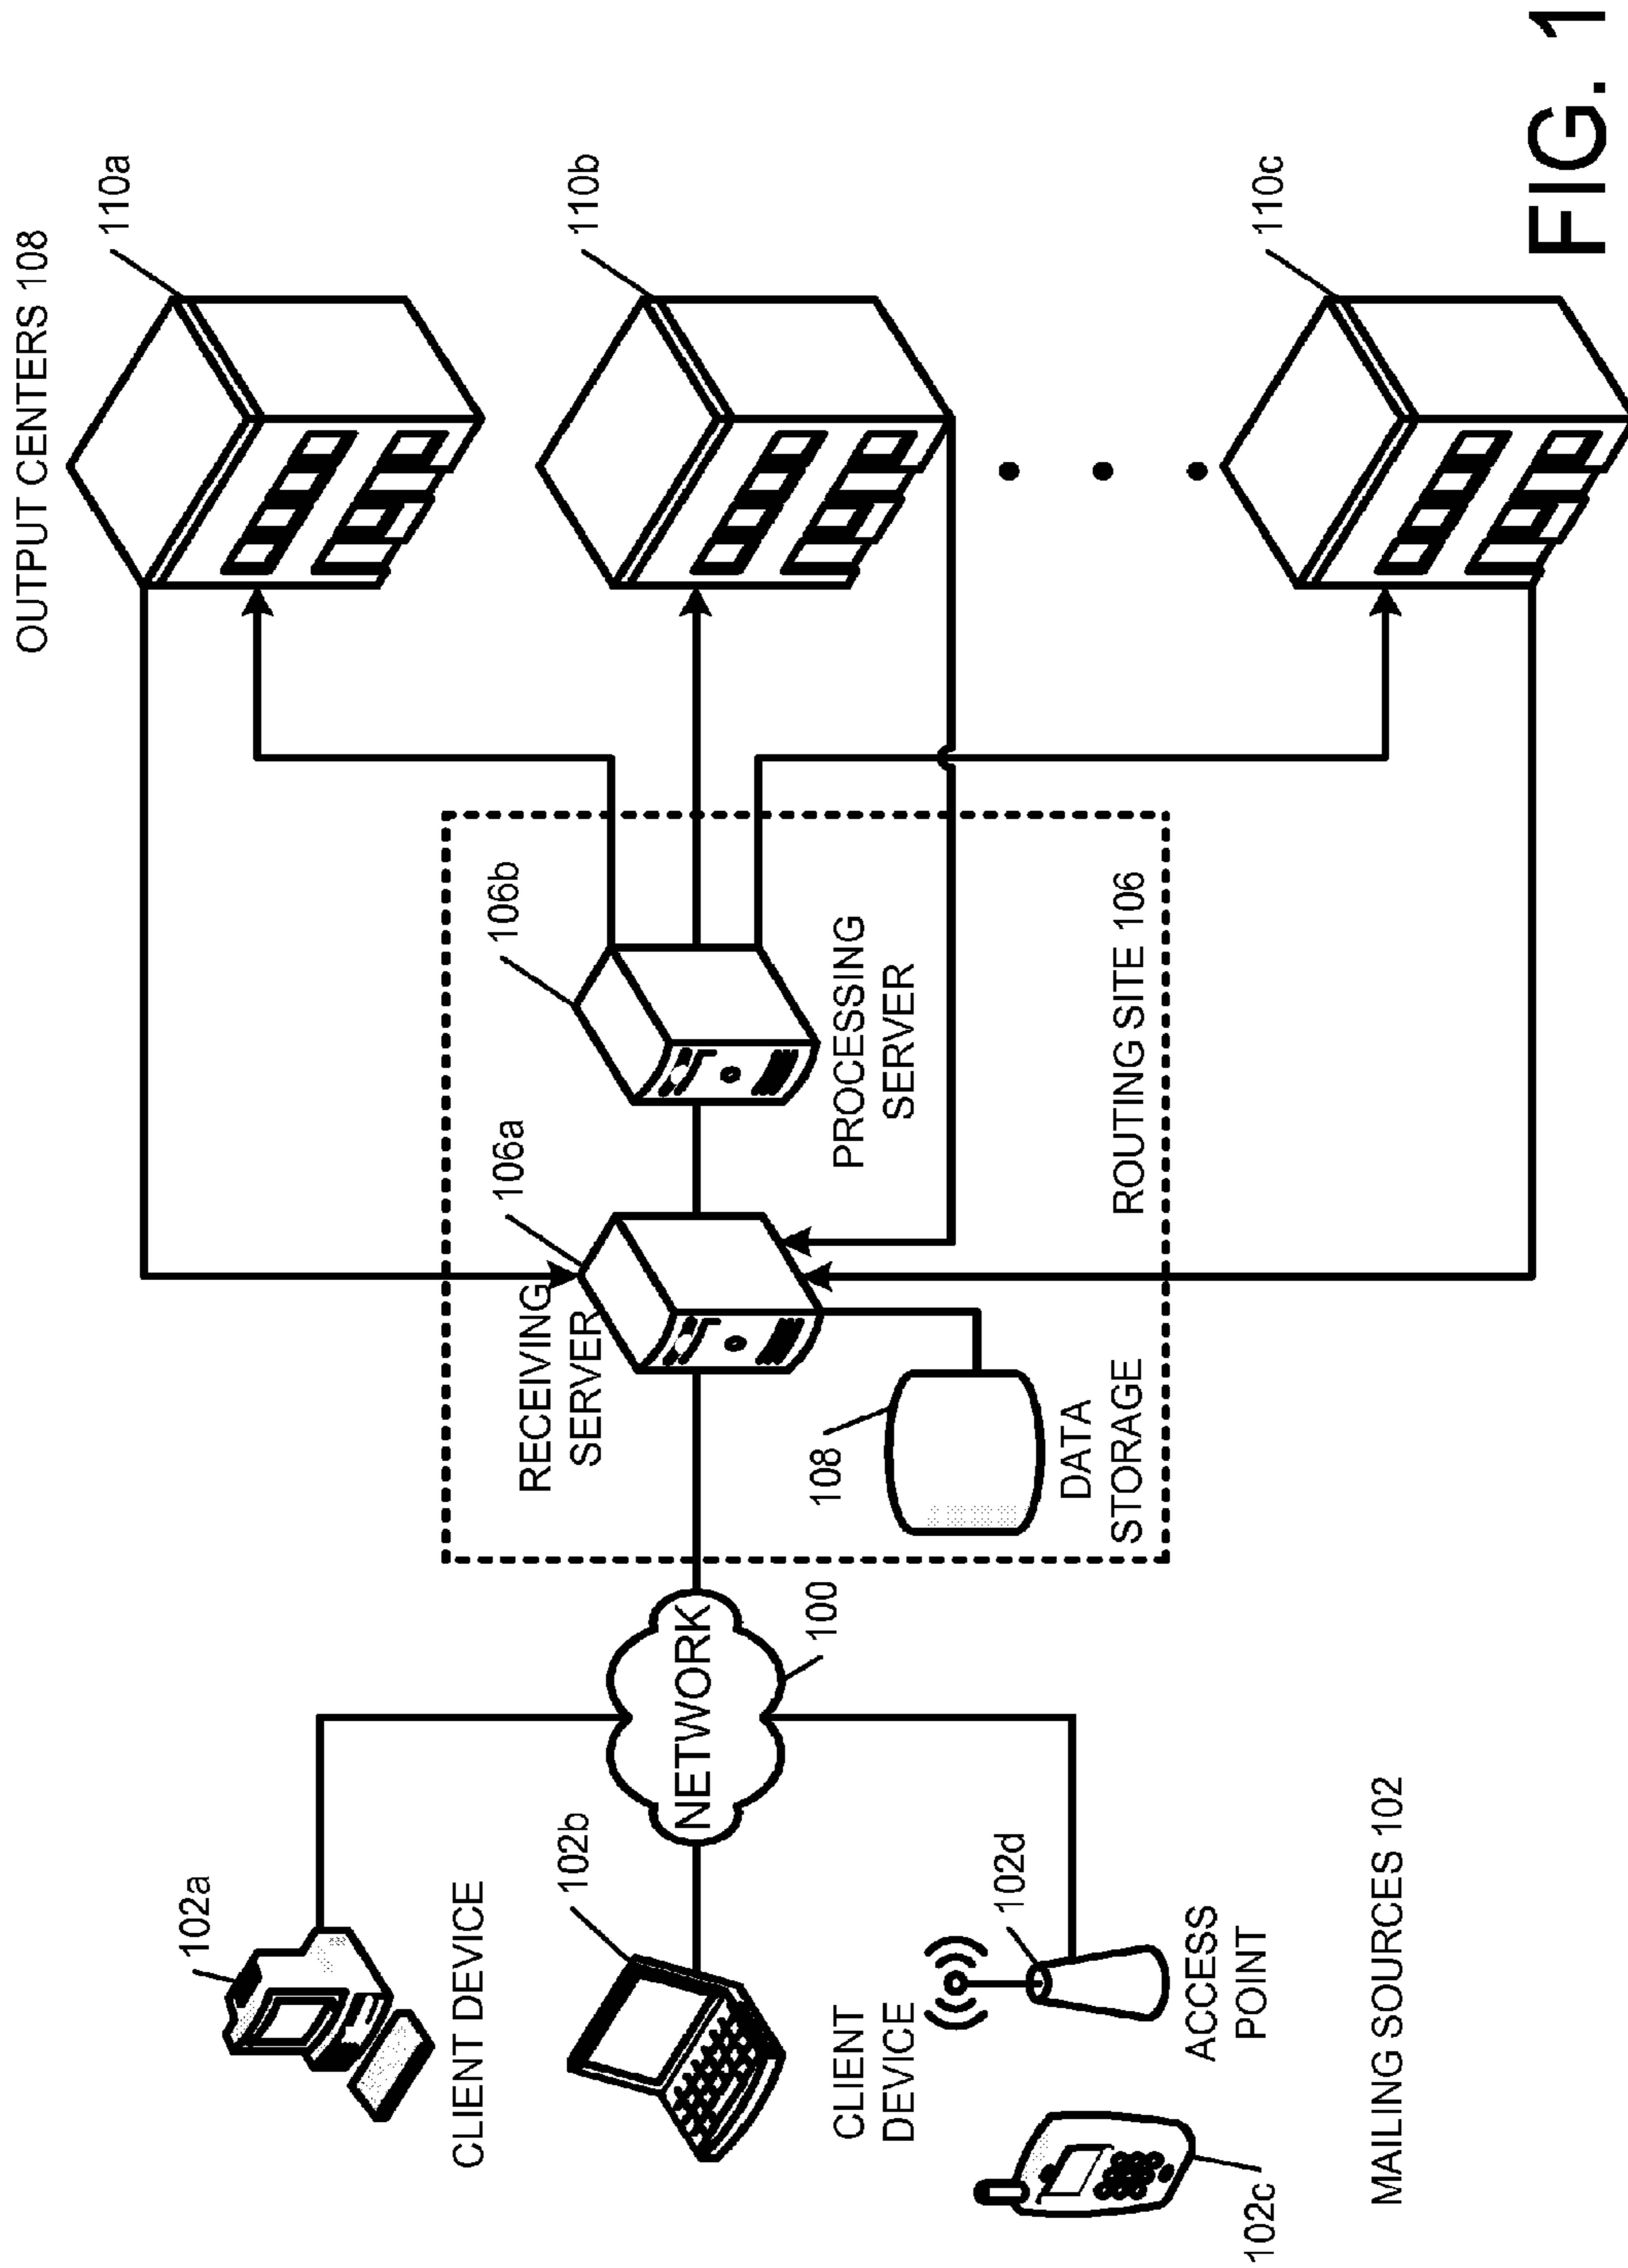 OUTPUT CENTERS 108
110a
110b
110c
106b
PROCESSING
SERVER
106a
RECEIVING
SERVER
ROUTING SITE 106
108
DATA
STORAGE
NETWORK
100
102a
CLIENT DEVICE
102b
CLIENT
DEVICE
102d
ACCESS
POINT
102c
MAILING SOURCES 102
FIG. 1